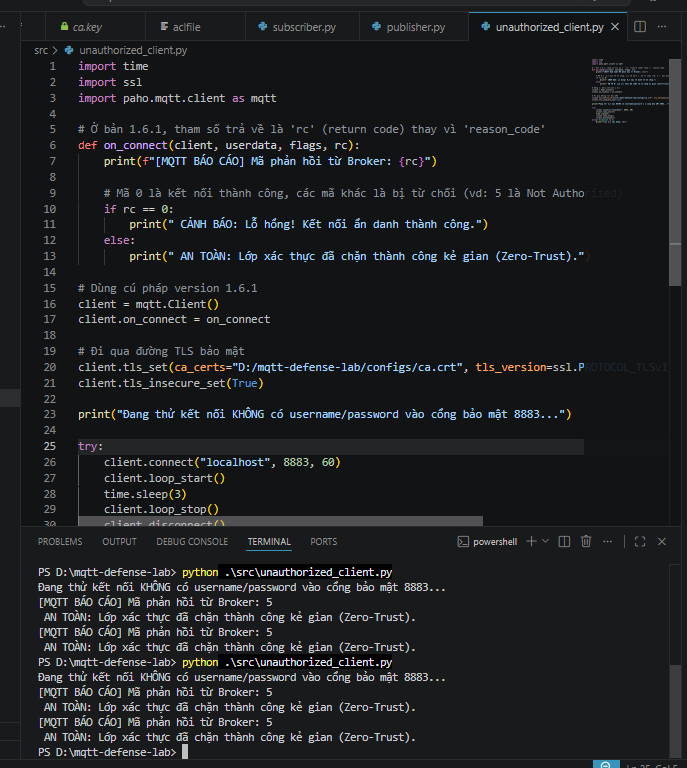 ca.key
aclfile
subscriber.py
publisher.py
unauthorized_client.py
src > unauthorized_client.py
1 import time
2 import ssl
3 import paho.mqtt.client as mqtt
4
5 # Ở bản 1.6.1, tham số trả về là 'rc' (return code) thay vì 'reason_code'
6 def on_connect(client, userdata, flags, rc):
7 print(f"[MQTT BÁO CÁO] Mã phản hồi từ Broker: {rc}")
8
9 # Mã 0 là kết nối thành công, các mã khác là bị từ chối (vd: 5 là Not Authorized)
10 if rc == 0:
11 print(" CẢNH BÁO: Lỗ hổng! Kết nối ẩn danh thành công.")
12 else:
13 print(" AN TOÀN: Lớp xác thực đã chặn thành công kẻ gian (Zero-Trust).")
14
15 # Dùng cú pháp version 1.6.1
16 client = mqtt.Client()
17 client.on_connect = on_connect
18
19 # Đi qua đường TLS bảo mật
20 client.tls_set(ca_certs="D:/mqtt-defense-lab/configs/ca.crt", tls_version=ssl.PROTOCOL_TLSv1
21 client.tls_insecure_set(True)
22
23 print("Đang thử kết nối KHÔNG có username/password vào cổng bảo mật 8883...")
24
25 try:
26 client.connect("localhost", 8883, 60)
27 client.loop_start()
28 time.sleep(3)
29 client.loop_stop()
30 client.disconnect()
PROBLEMS OUTPUT DEBUG CONSOLE TERMINAL PORTS powershell
PS D:\mqtt-defense-lab> python .\src\unauthorized_client.py
Đang thử kết nối KHÔNG có username/password vào cổng bảo mật 8883...
[MQTT BÁO CÁO] Mã phản hồi từ Broker: 5
AN TOÀN: Lớp xác thực đã chặn thành công kẻ gian (Zero-Trust).
[MQTT BÁO CÁO] Mã phản hồi từ Broker: 5
AN TOÀN: Lớp xác thực đã chặn thành công kẻ gian (Zero-Trust).
PS D:\mqtt-defense-lab> python .\src\unauthorized_client.py
Đang thử kết nối KHÔNG có username/password vào cổng bảo mật 8883...
[MQTT BÁO CÁO] Mã phản hồi từ Broker: 5
AN TOÀN: Lớp xác thực đã chặn thành công kẻ gian (Zero-Trust).
[MQTT BÁO CÁO] Mã phản hồi từ Broker: 5
AN TOÀN: Lớp xác thực đã chặn thành công kẻ gian (Zero-Trust).
PS D:\mqtt-defense-lab>